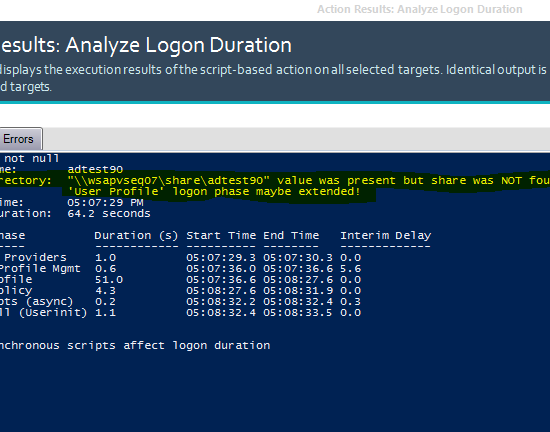 Action Results: Analyze Logon Duration
esults: Analyze Logon Duration
displays the execution results of the script-based action on all selected targets. Identical output is
d targets.
Errors
not null
me: adtest90
rectory: "\\wsapvseq07\share\adtest90" value was present but share was NOT fou
'User Profile' logon phase maybe extended!
ime: 05:07:29 PM
uration: 64.2 seconds
hase Duration (s) Start Time End Time Interim Delay
----- ------------ ---------- -------- -------------
Providers 1.0 05:07:29.3 05:07:30.3 0.0
Profile Mgmt 0.6 05:07:36.0 05:07:36.6 5.6
ofile 51.0 05:07:36.6 05:08:27.6 0.0
olicy 4.3 05:08:27.6 05:08:31.9 0.0
pts (async) 0.2 05:08:32.2 05:08:32.4 0.3
ll (Userinit) 1.1 05:08:32.4 05:08:33.5 0.0
nchronous scripts affect logon duration